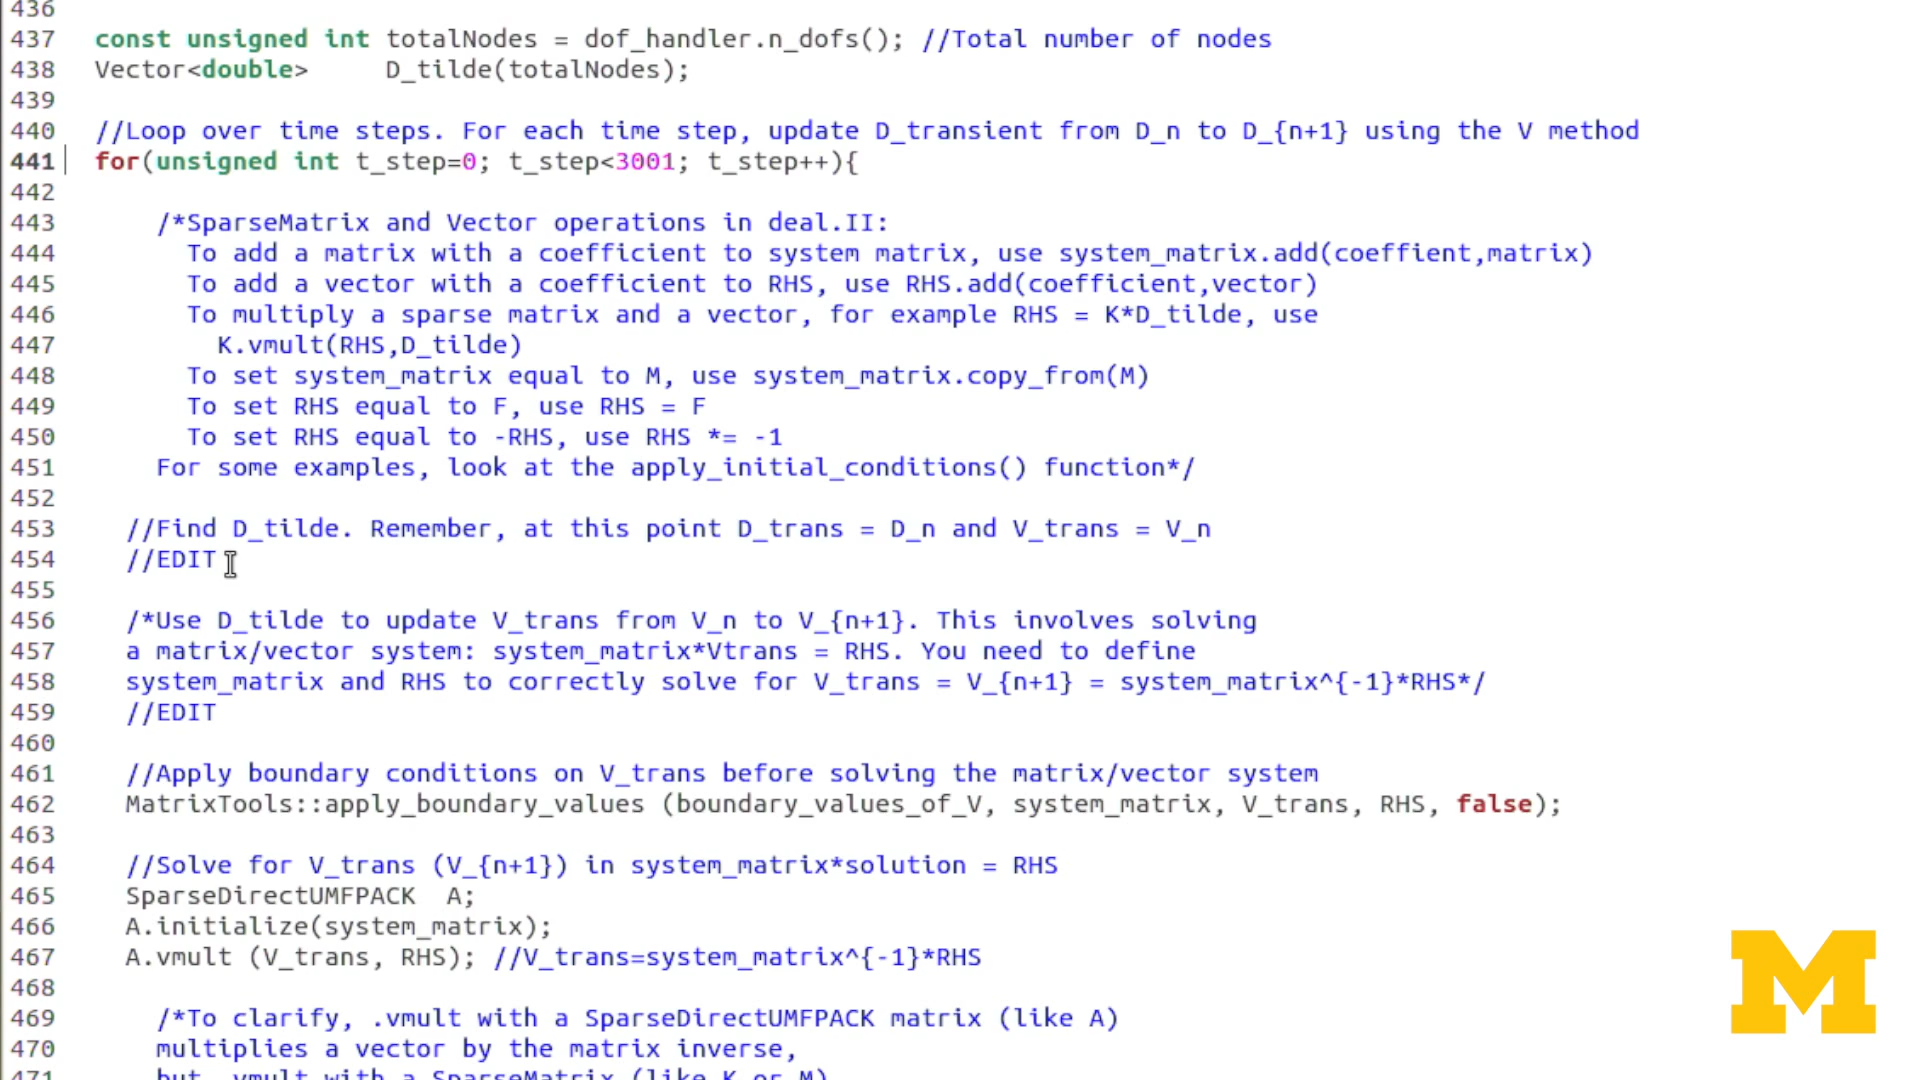 436
437 const unsigned int totalNodes = dof_handler.n_dofs(); //Total number of nodes
438 Vector<double>     D_tilde(totalNodes);
439
440 //Loop over time steps. For each time step, update D_transient from D_n to D_{n+1} using the V method
441 for(unsigned int t_step=0; t_step<3001; t_step++){
442
443 /*SparseMatrix and Vector operations in deal.II:
444 To add a matrix with a coefficient to system matrix, use system_matrix.add(coeffient,matrix)
445 To add a vector with a coefficient to RHS, use RHS.add(coefficient,vector)
446 To multiply a sparse matrix and a vector, for example RHS = K*D_tilde, use
447 K.vmult(RHS,D_tilde)
448 To set system_matrix equal to M, use system_matrix.copy_from(M)
449 To set RHS equal to F, use RHS = F
450 To set RHS equal to -RHS, use RHS *= -1
451 For some examples, look at the apply_initial_conditions() function*/
452
453 //Find D_tilde. Remember, at this point D_trans = D_n and V_trans = V_n
454 //EDIT
455
456 /*Use D_tilde to update V_trans from V_n to V_{n+1}. This involves solving
457 a matrix/vector system: system_matrix*Vtrans = RHS. You need to define
458 system_matrix and RHS to correctly solve for V_trans = V_{n+1} = system_matrix^{-1}*RHS*/
459 //EDIT
460
461 //Apply boundary conditions on V_trans before solving the matrix/vector system
462 MatrixTools::apply_boundary_values (boundary_values_of_V, system_matrix, V_trans, RHS, false);
463
464 //Solve for V_trans (V_{n+1}) in system_matrix*solution = RHS
465 SparseDirectUMFPACK  A;
466 A.initialize(system_matrix);
467 A.vmult (V_trans, RHS); //V_trans=system_matrix^{-1}*RHS
468
469 /*To clarify, .vmult with a SparseDirectUMFPACK matrix (like A)
470 multiplies a vector by the matrix inverse,
471 but .vmult with a SparseMatrix (like K or M)
M